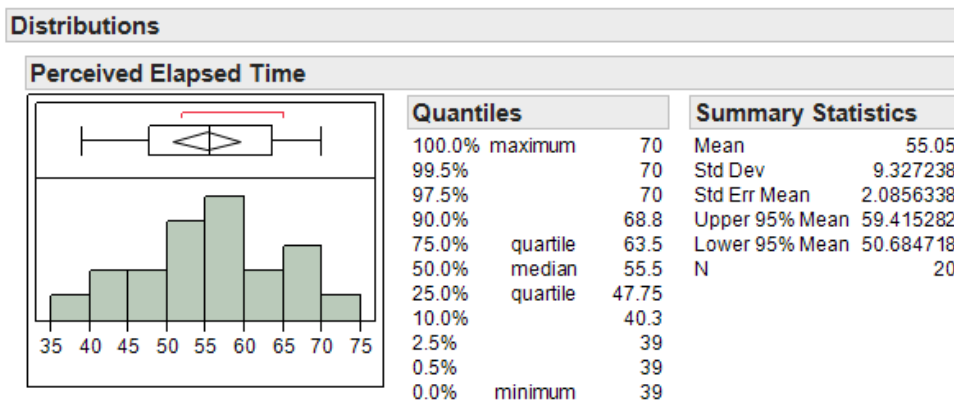 Distributions
Perceived Elapsed Time
35 40 45 50 55 60 65 70 75
Quantiles
100.0% maximum 70
99.5% 70
97.5% 70
90.0% 68.8
75.0% quartile 63.5
50.0% median 55.5
25.0% quartile 47.75
10.0% 40.3
2.5% 39
0.5% 39
0.0% minimum 39
Summary Statistics
Mean 55.05
Std Dev 9.327238
Std Err Mean 2.0856338
Upper 95% Mean 59.415282
Lower 95% Mean 50.684718
N 20